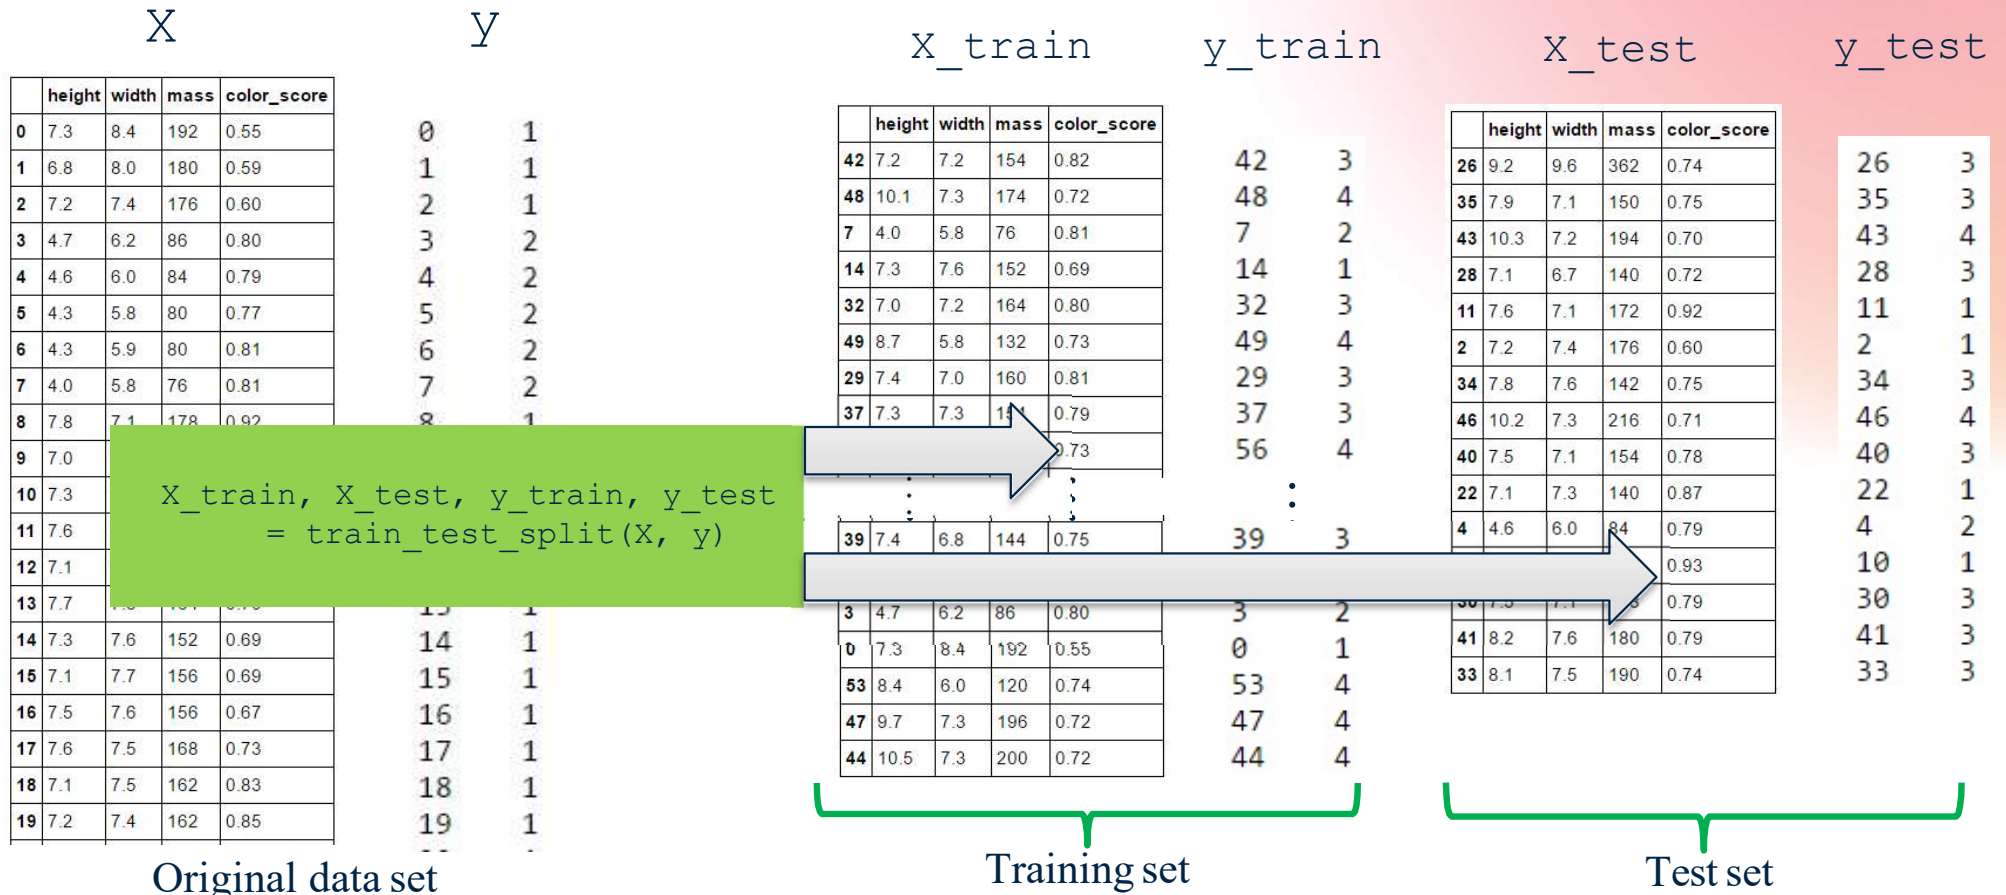 X
y
height width mass color_score
0 7.3 8.4 192 0.55
1 6.8 8.0 180 0.59
2 7.2 7.4 176 0.60
3 4.7 6.2 86 0.80
4 4.6 6.0 84 0.79
5 4.3 5.8 80 0.77
6 4.3 5.9 80 0.81
7 4.0 5.8 76 0.81
8 7.8 7.1 178 0.92
9 7.0
10 7.3
11 7.6
12 7.1
13 7.7
14 7.3 7.6 152 0.69
15 7.1 7.7 156 0.69
16 7.5 7.6 156 0.67
17 7.6 7.5 168 0.73
18 7.1 7.5 162 0.83
19 7.2 7.4 162 0.85
0 1
1 1
2 1
3 2
4 2
5 2
6 2
7 2
8 1
14 1
15 1
16 1
17 1
18 1
19 1
Original data set
X_train, X_test, y_train, y_test
= train_test_split(X, y)
X_train
y_train
height width mass color_score
42 7.2 7.2 154 0.82
48 10.1 7.3 174 0.72
7 4.0 5.8 76 0.81
14 7.3 7.6 152 0.69
32 7.0 7.2 164 0.80
49 8.7 5.8 132 0.73
29 7.4 7.0 160 0.81
37 7.3 7.3 0.79
0.73
39 7.4 6.8 144 0.75
3 4.7 6.2 86 0.80
0 7.3 8.4 192 0.55
53 8.4 6.0 120 0.74
47 9.7 7.3 196 0.72
44 10.5 7.3 200 0.72
42 3
48 4
7 2
14 1
32 3
49 4
29 3
37 3
56 4
39 3
3 2
0 1
53 4
47 4
44 4
Training set
X_test
y_test
height width mass color_score
26 9.2 9.6 362 0.74
35 7.9 7.1 150 0.75
43 10.3 7.2 194 0.70
28 7.1 6.7 140 0.72
11 7.6 7.1 172 0.92
2 7.2 7.4 176 0.60
34 7.8 7.6 142 0.75
46 10.2 7.3 216 0.71
40 7.5 7.1 154 0.78
22 7.1 7.3 140 0.87
4 4.6 6.0 84 0.79
0.93
0.79
41 8.2 7.6 180 0.79
33 8.1 7.5 190 0.74
26 3
35 3
43 4
28 3
11 1
2 1
34 3
46 4
40 3
22 1
4 2
10 1
30 3
41 3
33 3
Test set